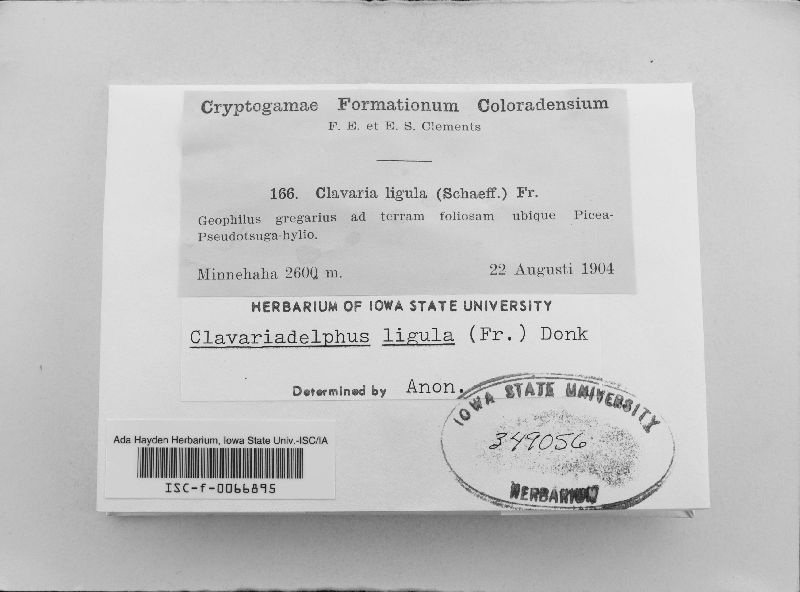 Cryptogamae Formationum Coloradensium
F. E. et E. S. Clements
166. Clavaria ligula (Schaeff.) Fr.
Geophilus gregarius ad terram foliosam ubique Picea-
Pseudotsuga-hylio.
Minnehaha 2600 m. 22 Augusti 1904
HERBARIUM OF IOWA STATE UNIVERSITY
Clavariadelphus ligula (Fr.) Donk
Determined by Anon.
IOWA STATE UNIVERSITY
349056
HERBARIUM
Ada Hayden Herbarium, Iowa State Univ.-ISC/IA
ISC-f-0066895